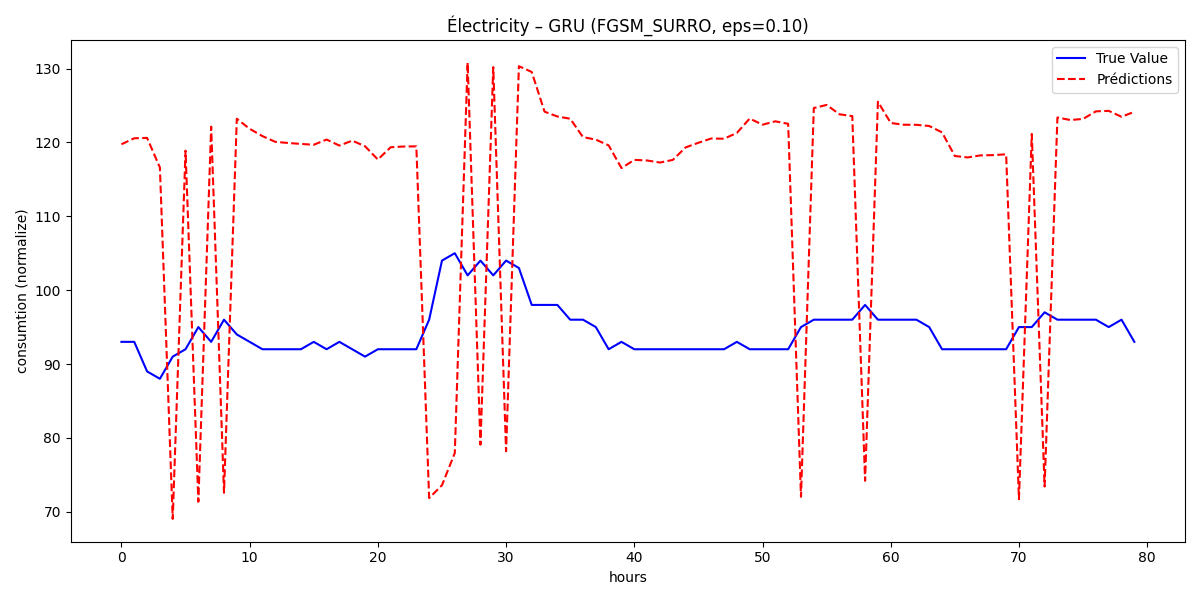 Électricity – GRU (FGSM_SURRO, eps=0.10)
True Value
Prédictions
consumtion (normalize)
130
120
110
100
90
80
70
0 10 20 30 40 50 60 70 80
hours